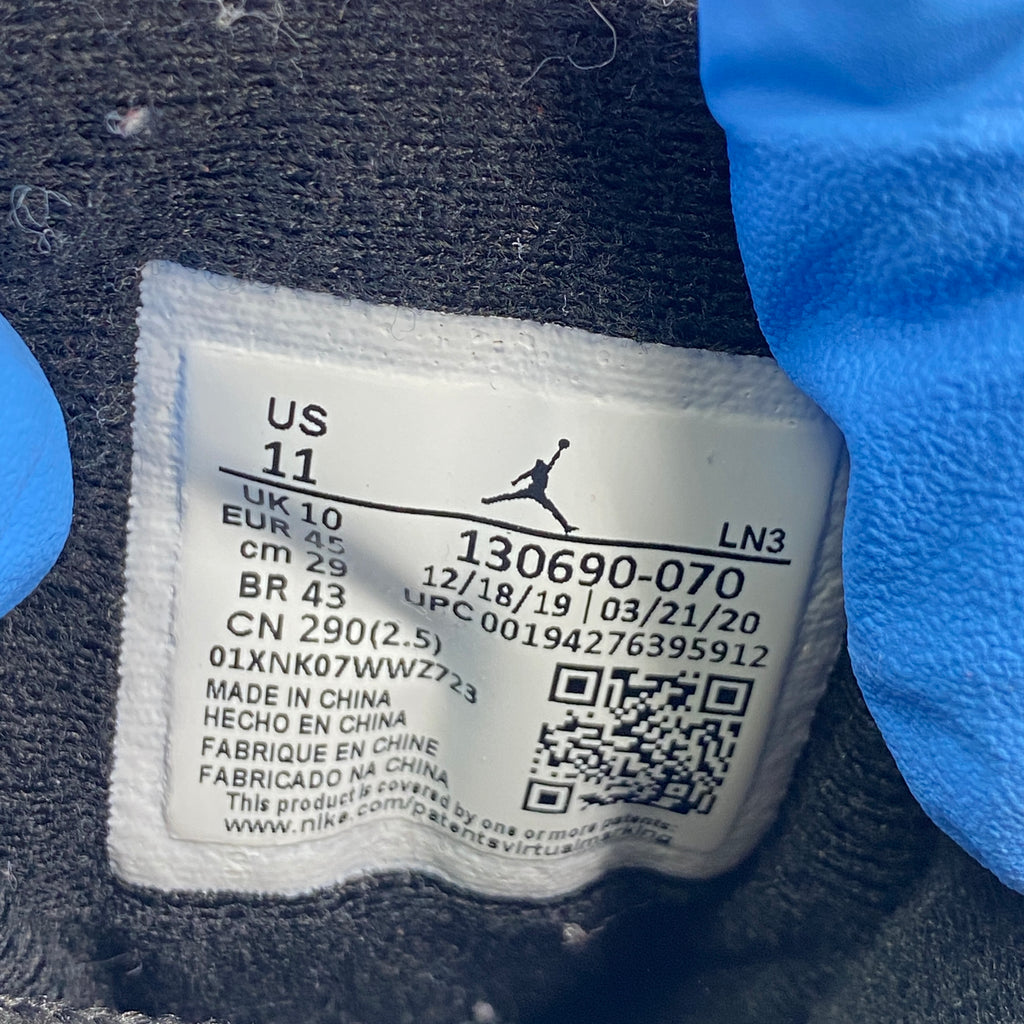 US
11
UK 10
EUR 45
cm 29
BR 43
CN 290(2.5)
01XNK07WWZ723
MADE IN CHINA
HECHO EN CHINA
FABRIQUE EN CHINE
FABRICADO NA CHINA
This product is covered by one or more patents:
www.nike.com/patentsvirtualmarking
LN3
130690-070
12/18/19 | 03/21/20
UPC 00194276395912